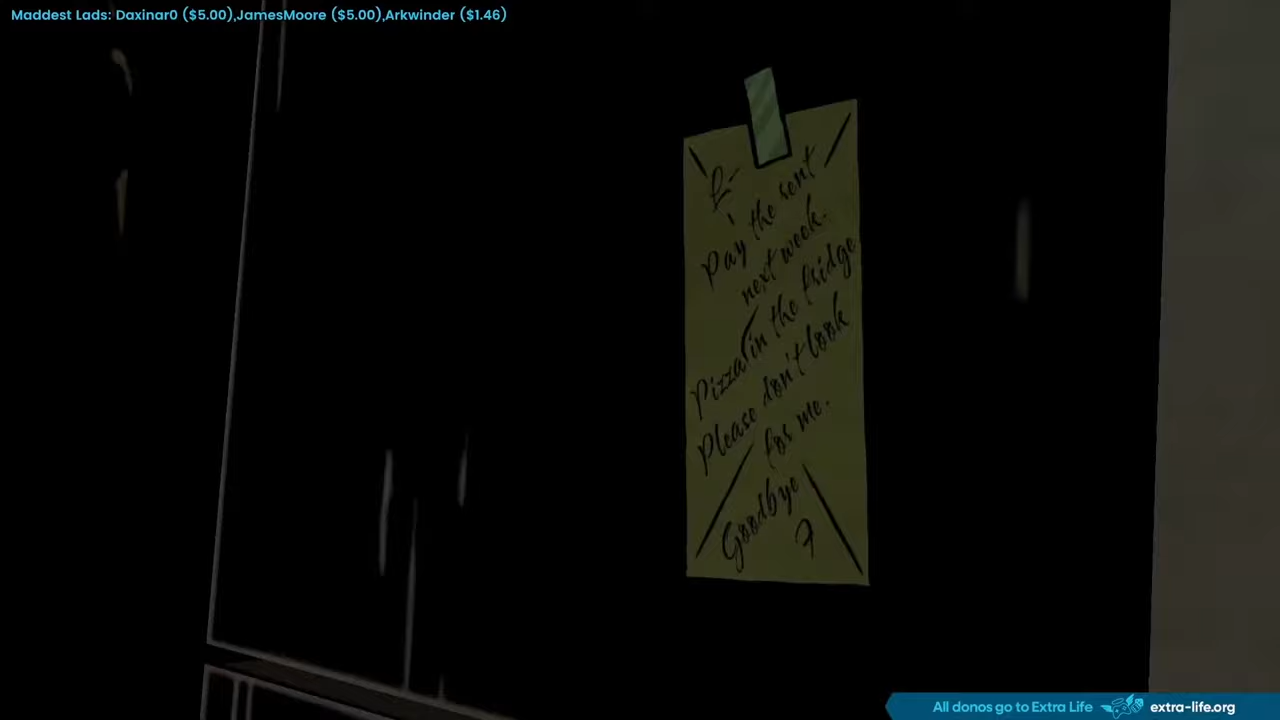 Maddest Lads: Daxinar0 ($5.00),JamesMoore ($5.00),Arkwinder ($1.46)
E-
Pay the rent
next week.
Pizza in the fridge
Please don't look
for me.
Goodbye
F
All donos go to Extra Life
extra-life.org